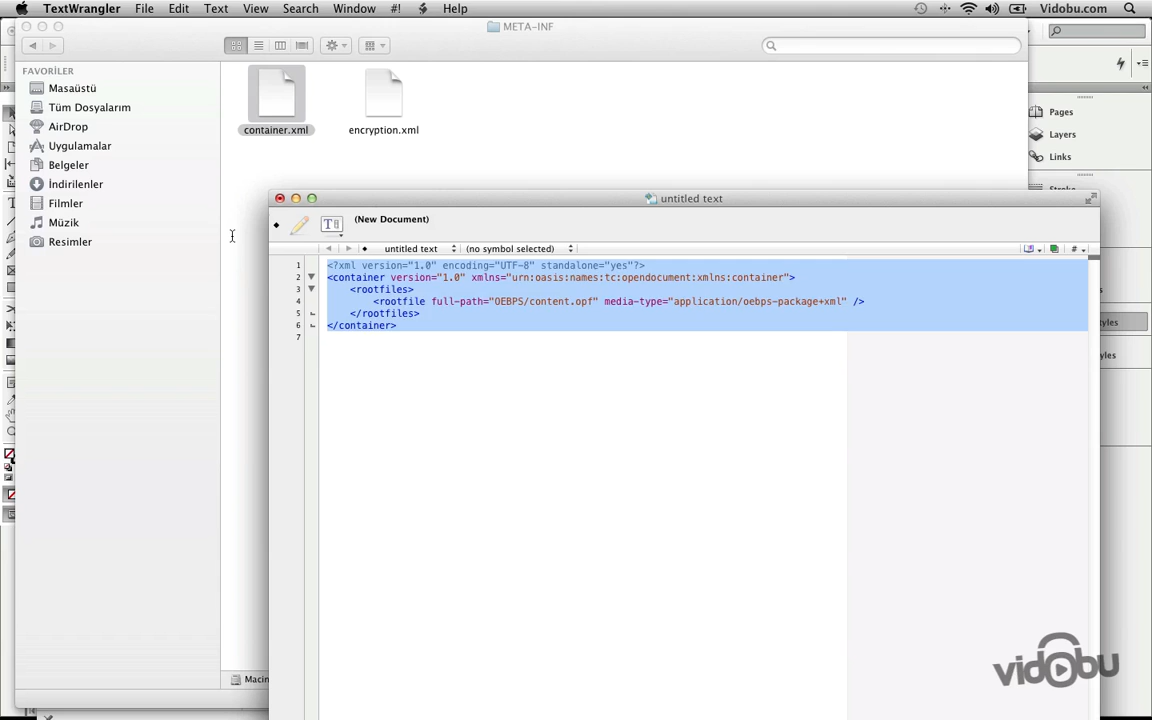 TextWrangler File Edit Text View Search Window #! Help Vidobu.com
META-INF
FAVORİLER
Masaüstü
Tüm Dosyalarım
AirDrop
Uygulamalar
Belgeler
İndirilenler
Filmler
Müzik
Resimler
container.xml
encryption.xml
Pages
Layers
Links
untitled text
(New Document)
untitled text (no symbol selected)
1 <?xml version="1.0" encoding="UTF-8" standalone="yes"?>
2 <container version="1.0" xmlns="urn:oasis:names:tc:opendocument:xmlns:container">
3 <rootfiles>
4 <rootfile full-path="OEBPS/content.opf" media-type="application/oebps-package+xml" />
5 </rootfiles>
6 </container>
7
Macin
vidobu